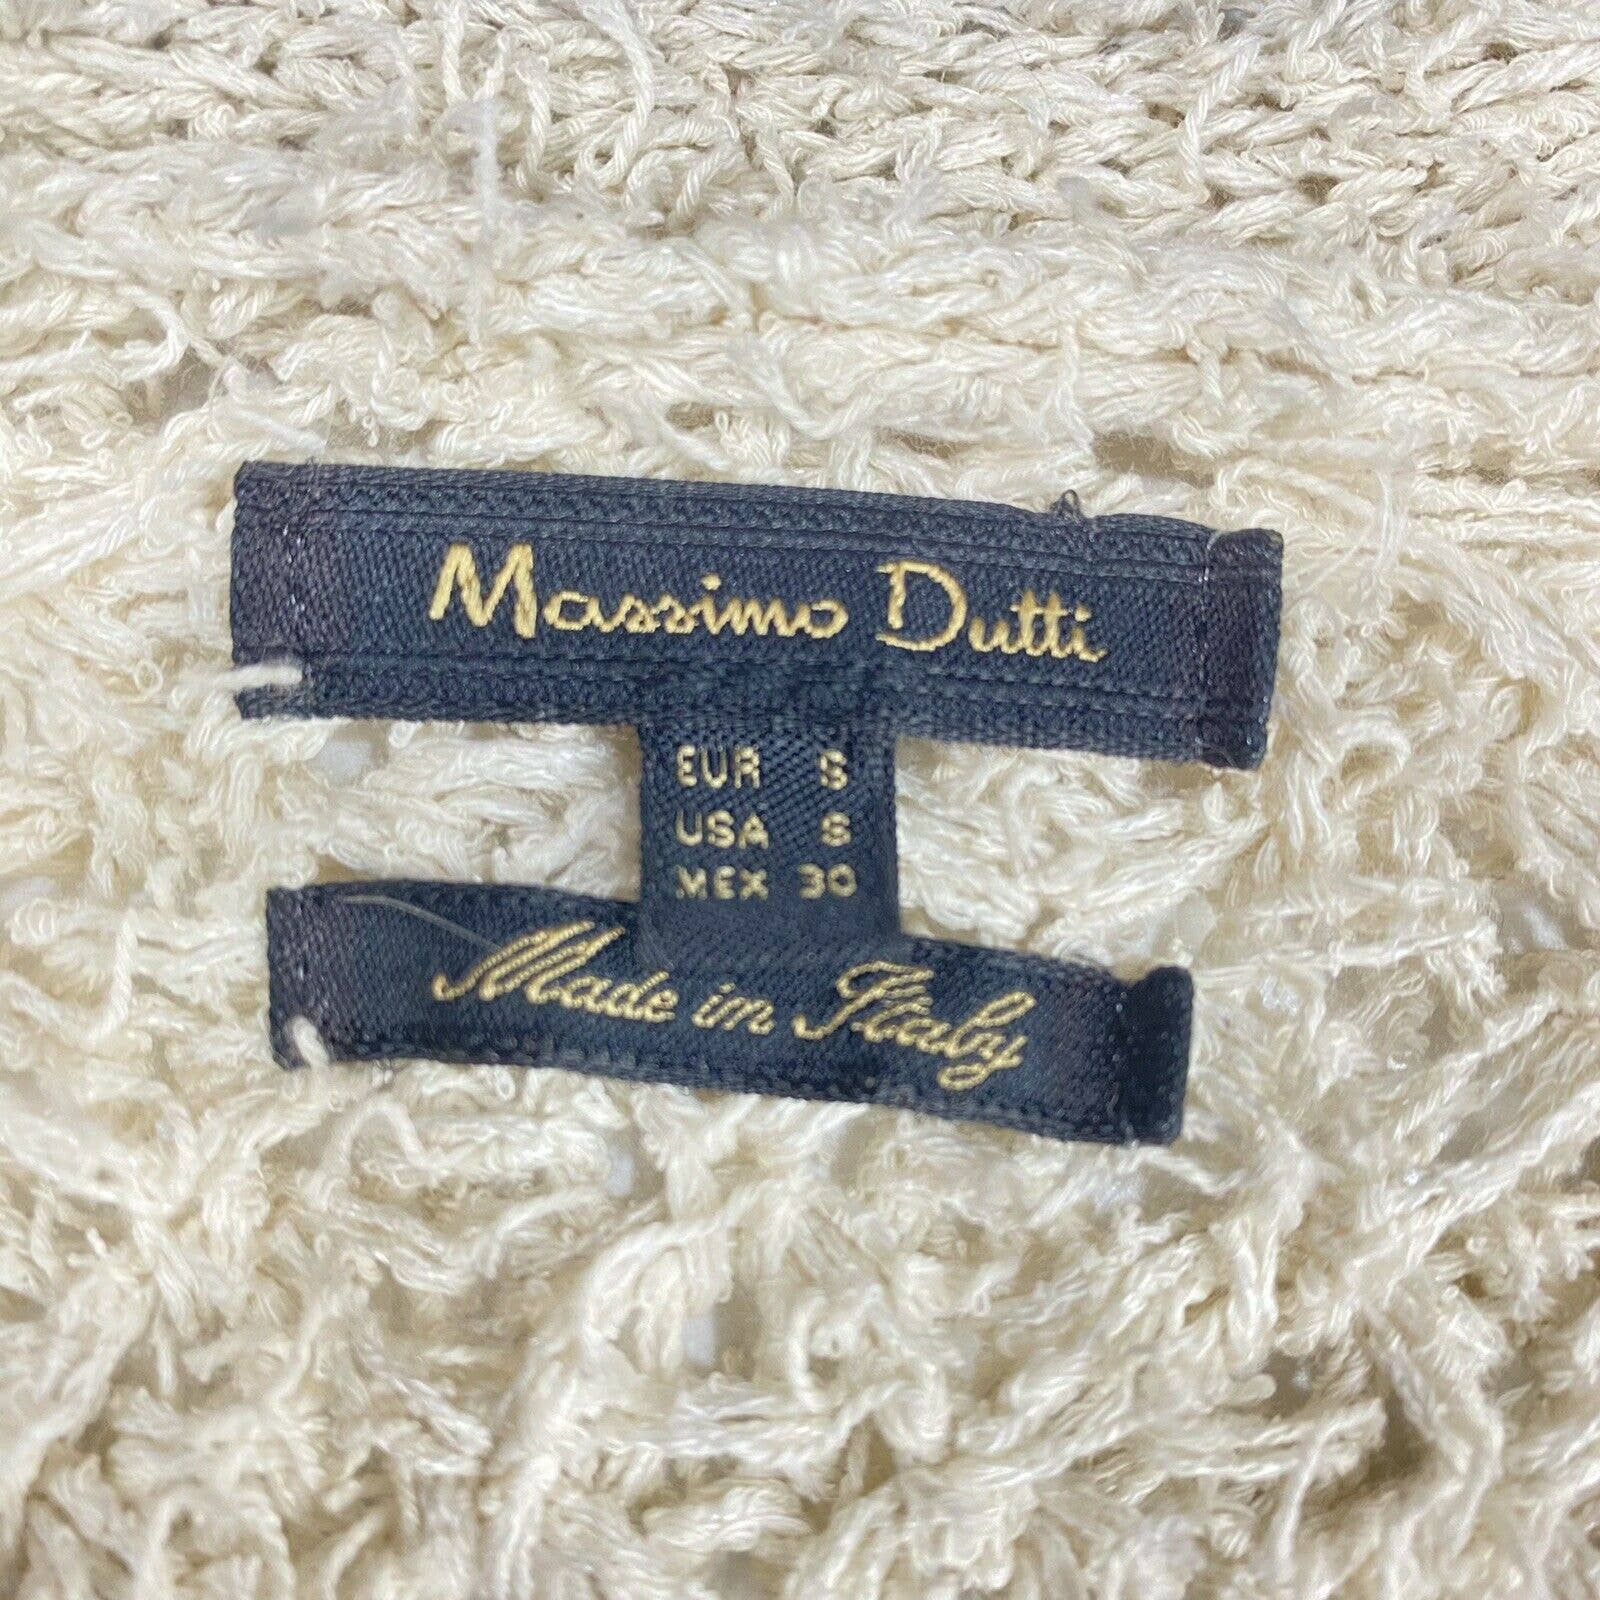 Massimo Dutti
EUR S
USA S
MEX 30
Made in Italy